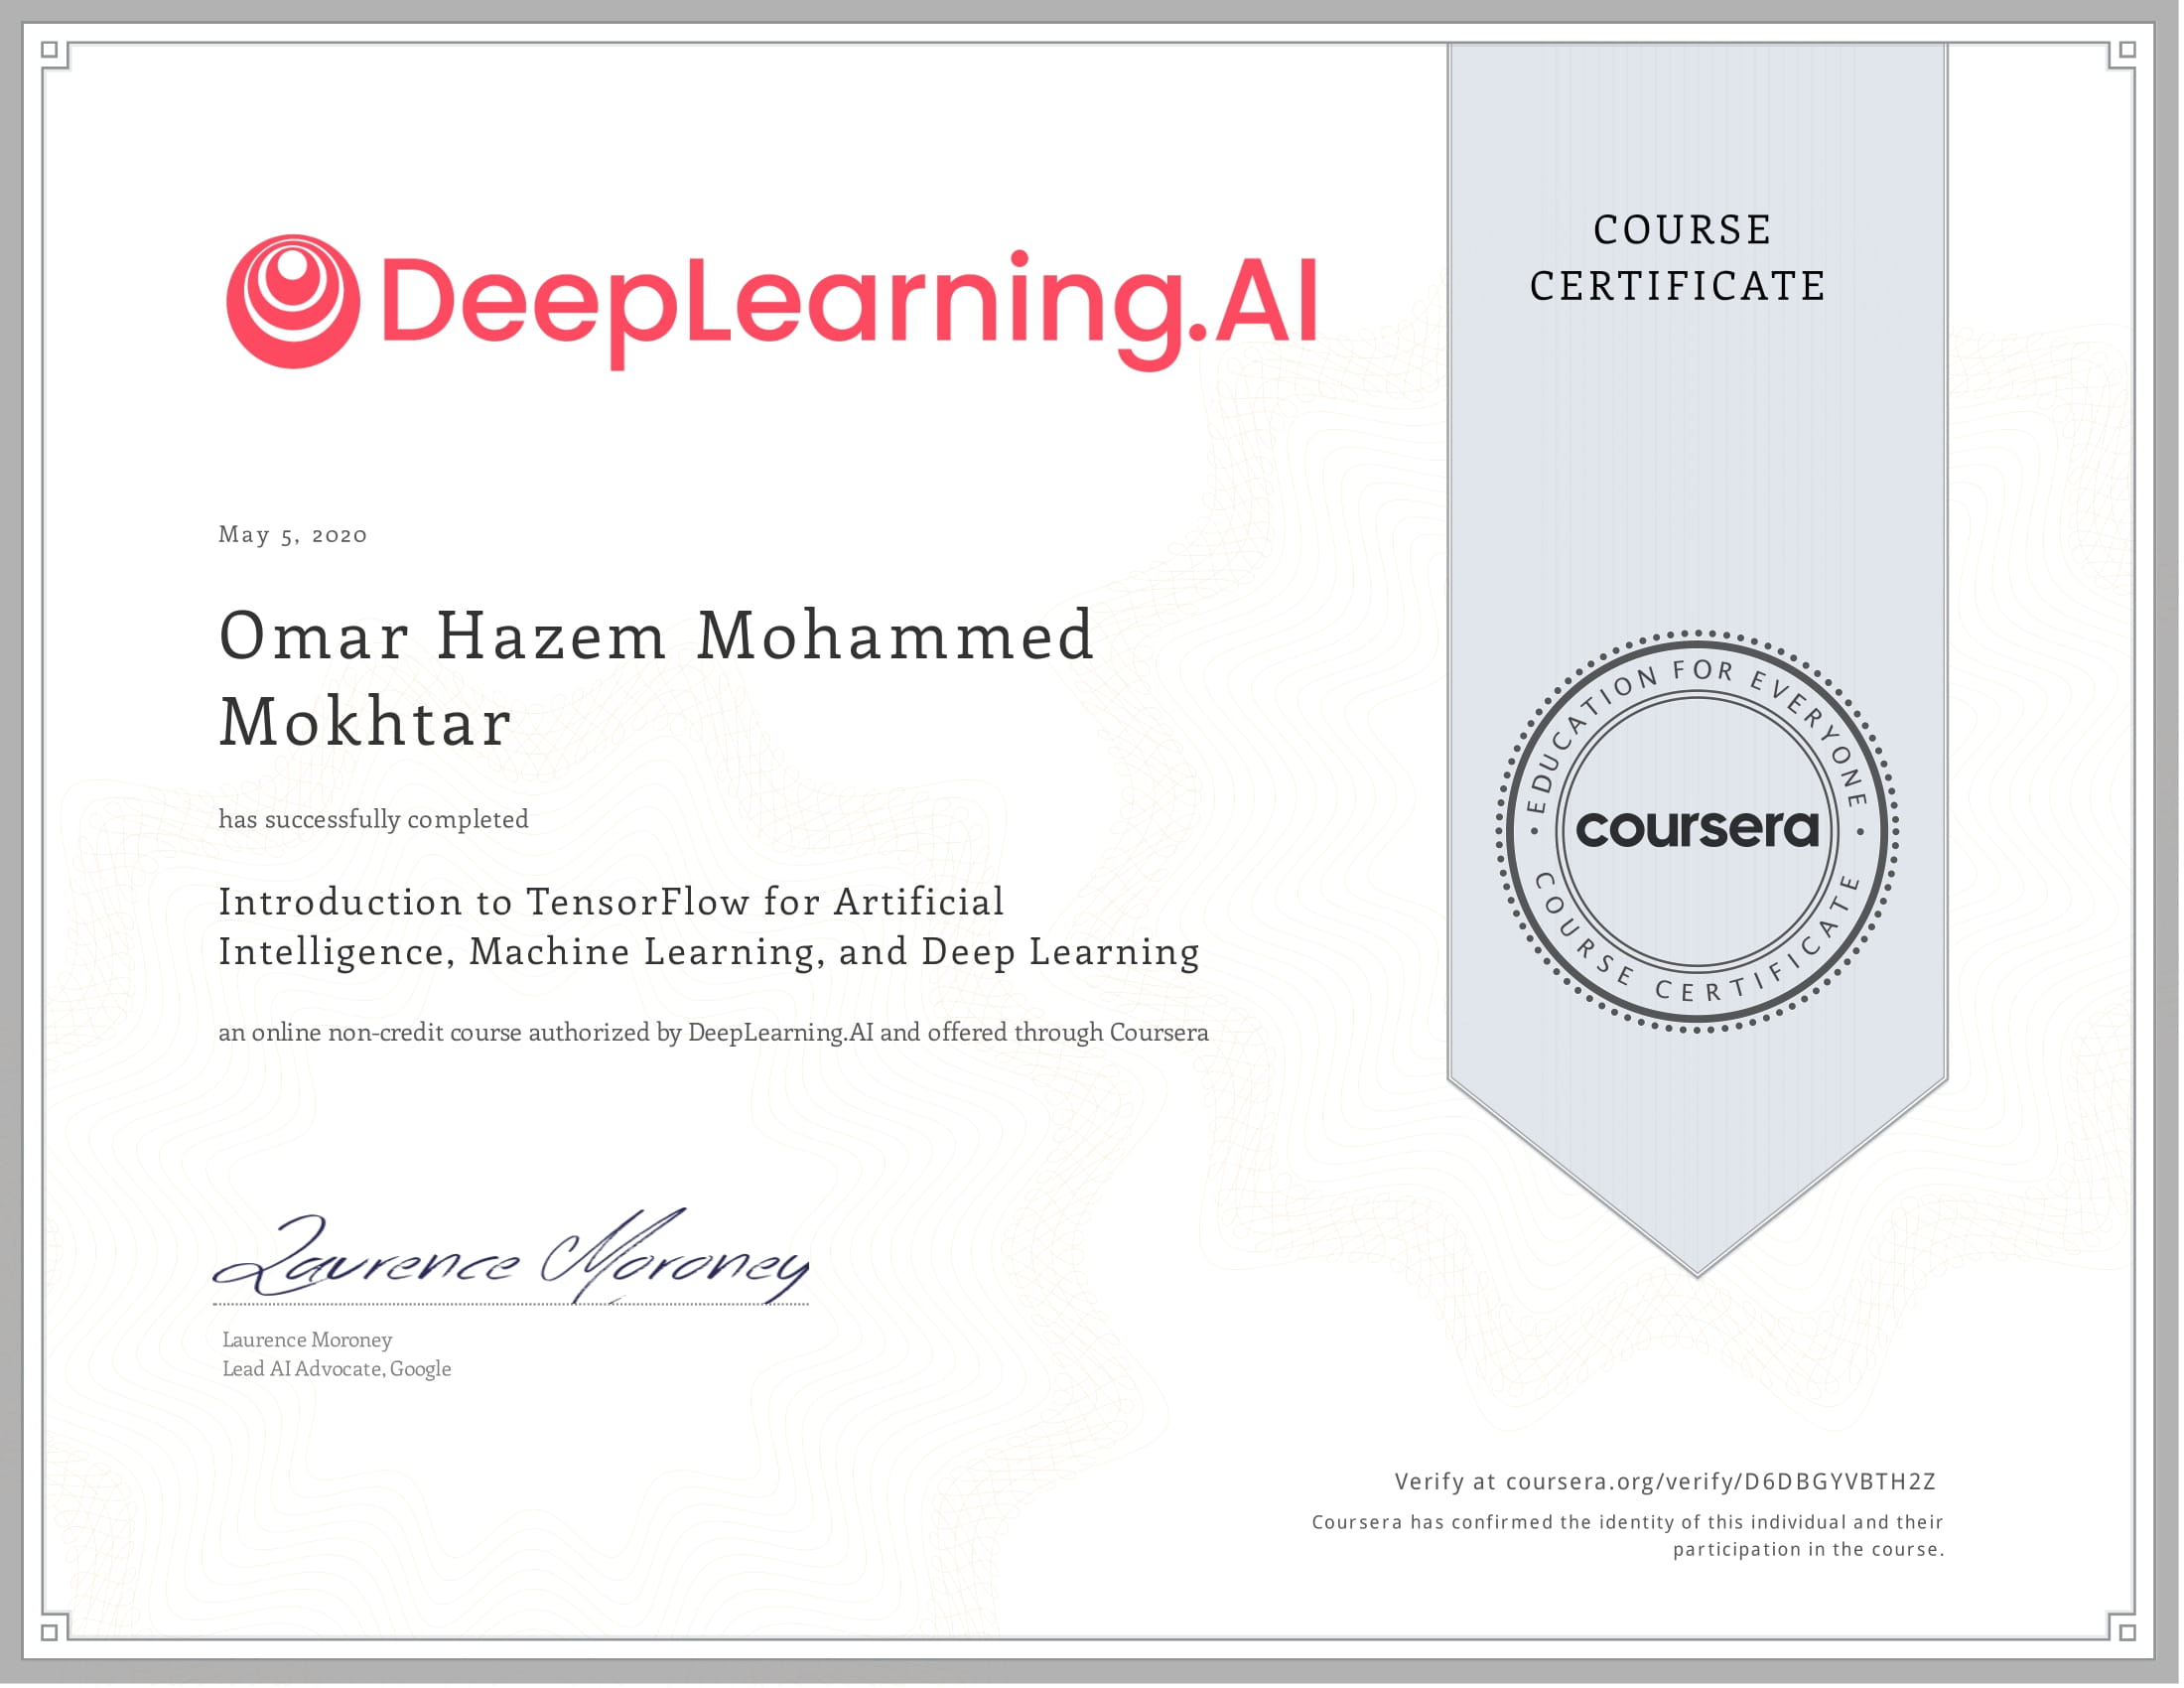 DeepLearning.AI
COURSE
CERTIFICATE
May 5, 2020
Omar Hazem Mohammed
Mokhtar
has successfully completed
Introduction to TensorFlow for Artificial
Intelligence, Machine Learning, and Deep Learning
an online non-credit course authorized by DeepLearning.AI and offered through Coursera
EDUCATION FOR EVERYONE
coursera
COURSE CERTIFICATE
Laurence Moroney
Laurence Moroney
Lead AI Advocate, Google
Verify at coursera.org/verify/D6DBGYVBTH2Z
Coursera has confirmed the identity of this individual and their
participation in the course.